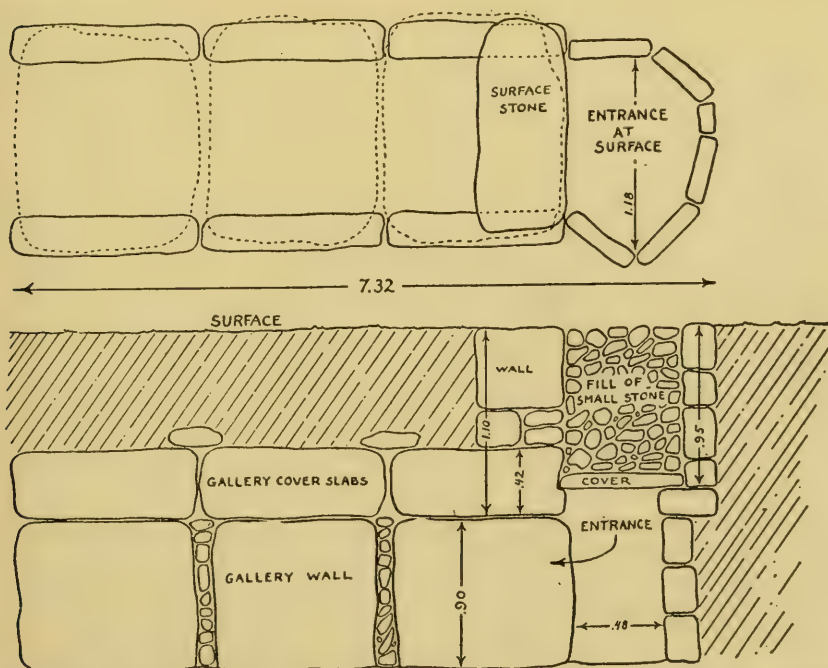 SURFACE
STONE
ENTRANCE
AT
SURFACE
1.18
7.32
SURFACE
WALL
FILL OF
SMALL STONE
1.10
.95
.42
GALLERY COVER SLABS
COVER
ENTRANCE
GALLERY WALL
.90
.48